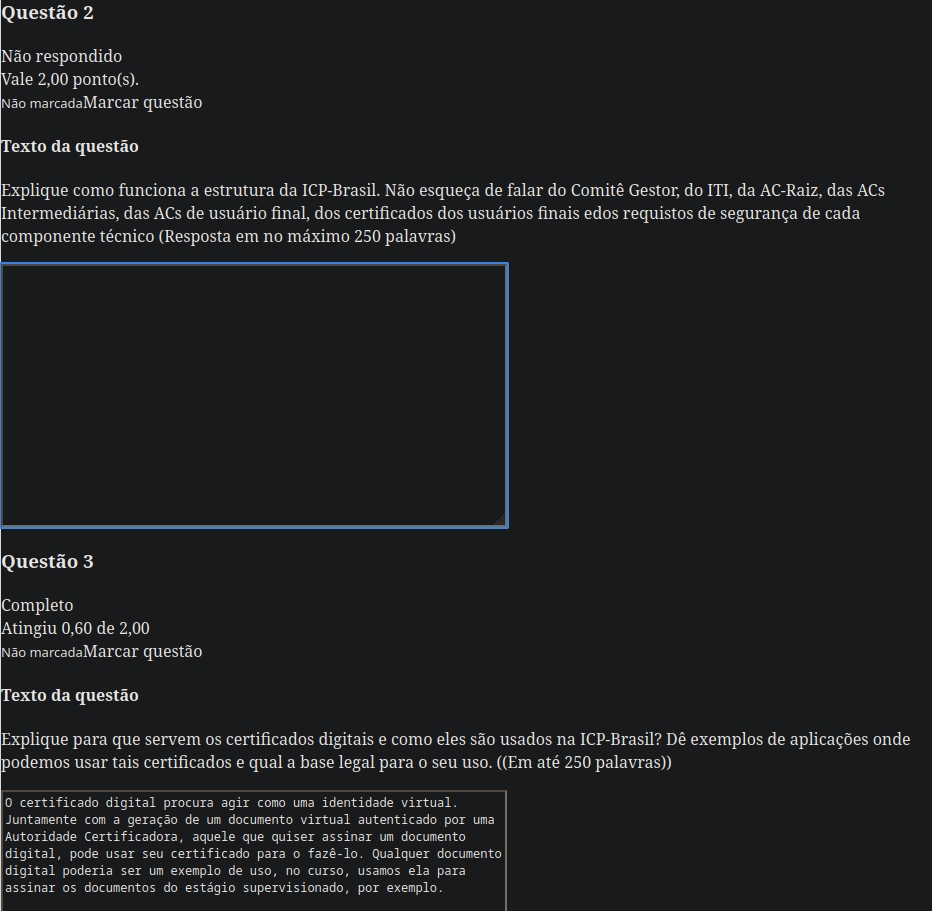 Questão 2
Não respondido
Vale 2,00 ponto(s).
Não marcadaMarcar questão
Texto da questão
Explique como funciona a estrutura da ICP-Brasil. Não esqueça de falar do Comitê Gestor, do ITI, da AC-Raiz, das ACs
Intermediárias, das ACs de usuário final, dos certificados dos usuários finais edos requistos de segurança de cada
componente técnico (Resposta em no máximo 250 palavras)
Questão 3
Completo
Atingiu 0,60 de 2,00
Não marcadaMarcar questão
Texto da questão
Explique para que servem os certificados digitais e como eles são usados na ICP-Brasil? Dê exemplos de aplicações onde
podemos usar tais certificados e qual a base legal para o seu uso. ((Em até 250 palavras))
O certificado digital procura agir como uma identidade virtual.
Juntamente com a geração de um documento virtual autenticado por uma
Autoridade Certificadora, aquele que quiser assinar um documento
digital, pode usar seu certificado para o fazê-lo. Qualquer documento
digital poderia ser um exemplo de uso, no curso, usamos ela para
assinar os documentos do estágio supervisionado, por exemplo.